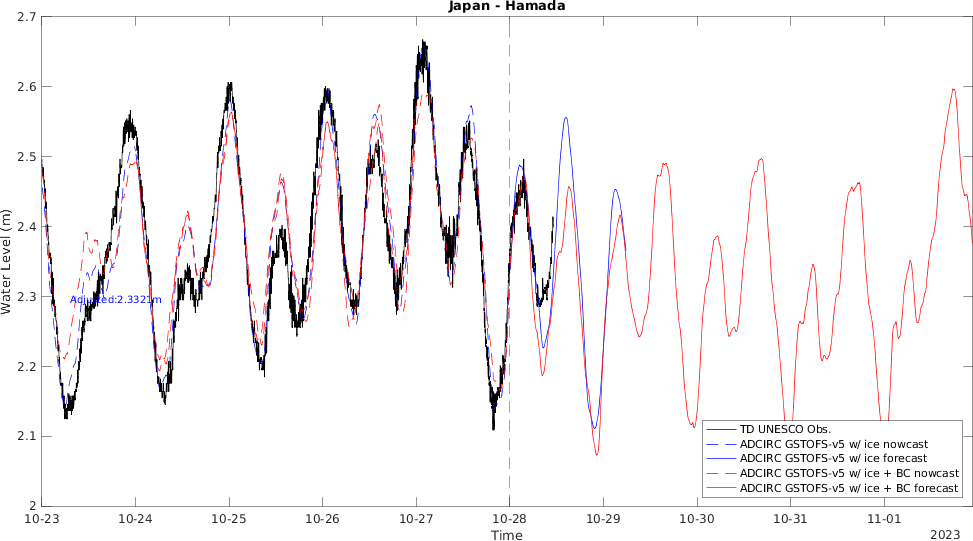 Japan - Hamada
2.7
2.6
2.5
2.4
2.3
2.2
2.1
2
Water Level (m)
Adjusted:2.3321m
TD UNESCO Obs.
ADCIRC GSTOFS-v5 w/ ice nowcast
ADCIRC GSTOFS-v5 w/ ice forecast
ADCIRC GSTOFS-v5 w/ ice + BC nowcast
ADCIRC GSTOFS-v5 w/ ice + BC forecast
10-23 10-24 10-25 10-26 10-27 10-28 10-29 10-30 10-31 11-01
Time
2023